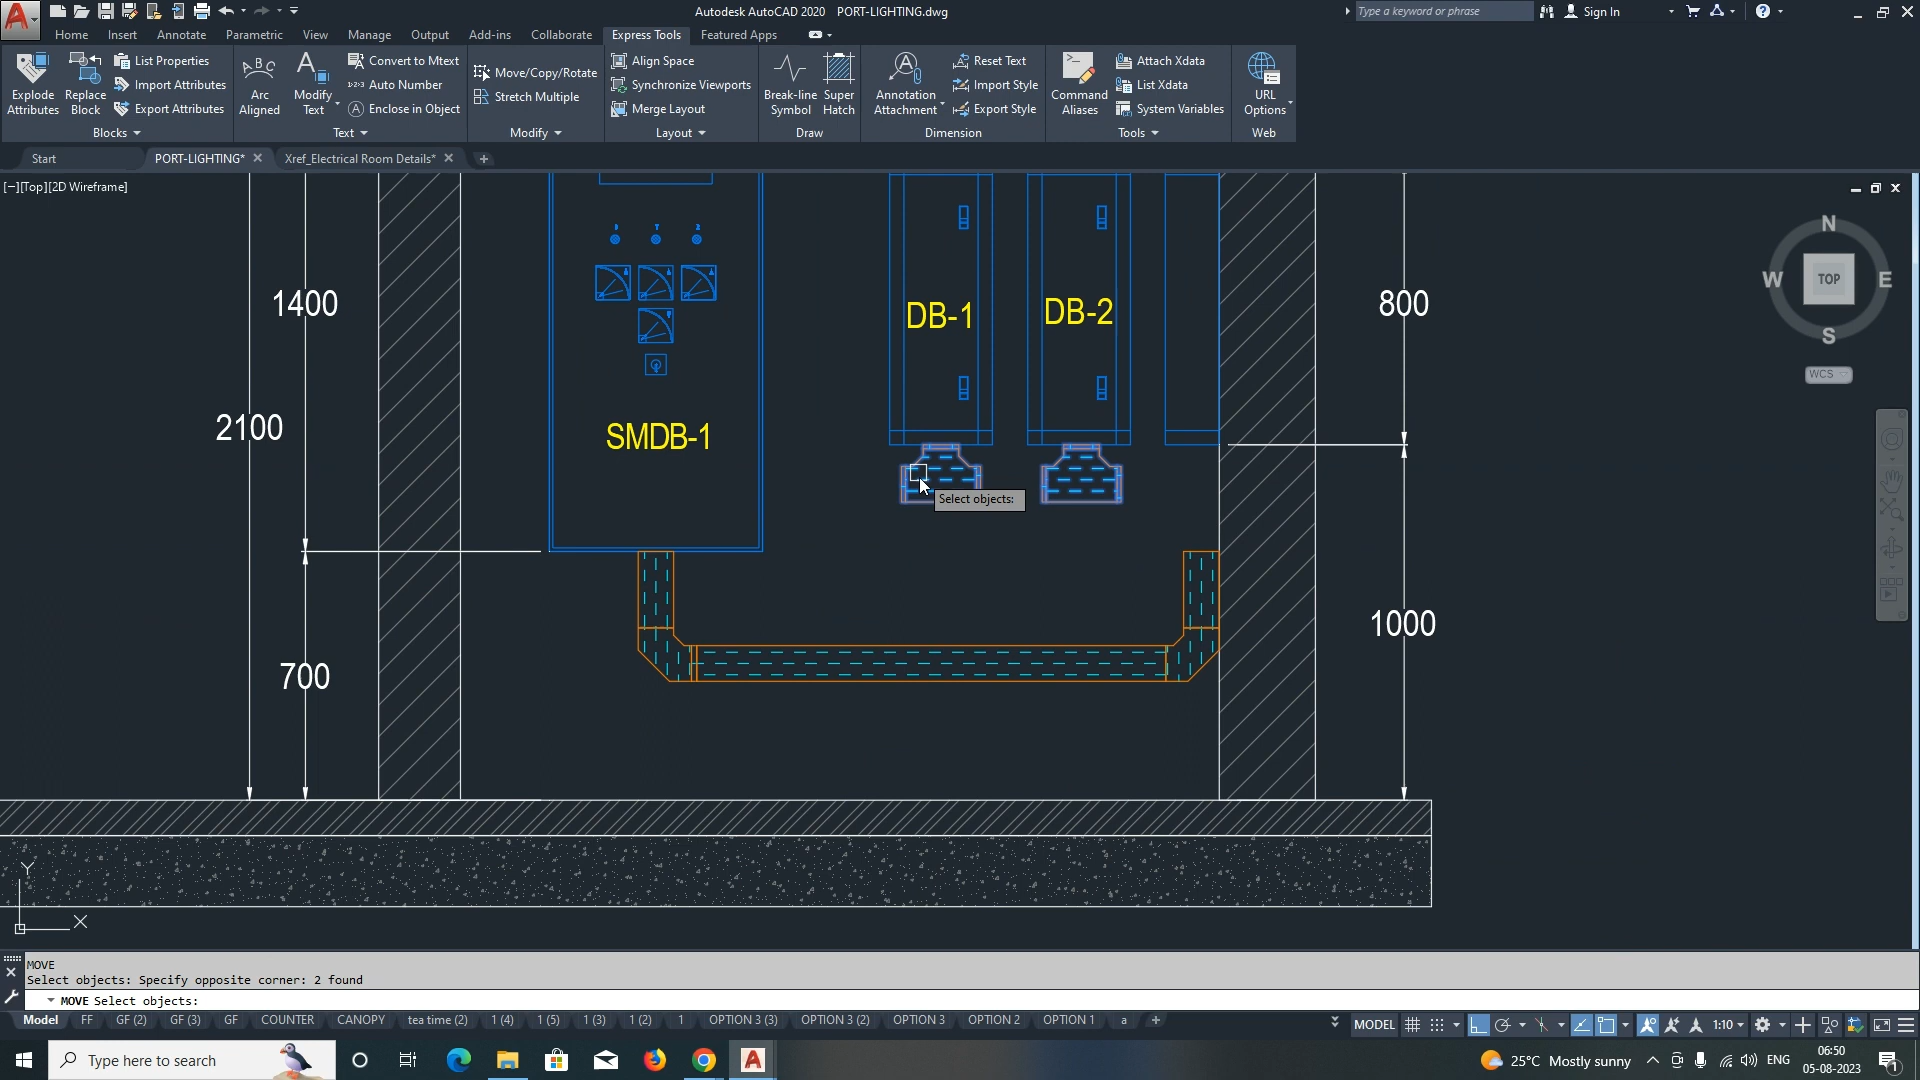 Autodesk AutoCAD 2020 PORT-LIGHTING.dwg
Type a keyword or phrase
Sign In
Home Insert Annotate Parametric View Manage Output Add-ins Collaborate Express Tools Featured Apps
Explode Attributes
Replace Block
List Properties
Import Attributes
Export Attributes
Blocks
Arc Aligned
Modify Text
Convert to Mtext
Auto Number
Enclose in Object
Text
Move/Copy/Rotate
Stretch Multiple
Modify
Align Space
Synchronize Viewports
Merge Layout
Layout
Break-line Symbol
Super Hatch
Draw
Annotation Attachment
Reset Text
Import Style
Export Style
Dimension
Command Aliases
Attach Xdata
List Xdata
System Variables
Tools
URL Options
Web
Start PORT-LIGHTING* Xref_Electrical Room Details*
[−][Top][2D Wireframe]
N
W TOP E
S
WCS
1400
800
DB-1
DB-2
2100
SMDB-1
Select objects:
1000
700
Y
X
MOVE
Select objects: Specify opposite corner: 2 found
MOVE Select objects:
Model FF GF (2) GF (3) GF COUNTER CANOPY tea time (2) 1 (4) 1 (5) 1 (3) 1 (2) 1 OPTION 3 (3) OPTION 3 (2) OPTION 3 OPTION 2 OPTION 1 a
MODEL 1:10
Type here to search
25°C Mostly sunny
ENG
06:50
05-08-2023
1